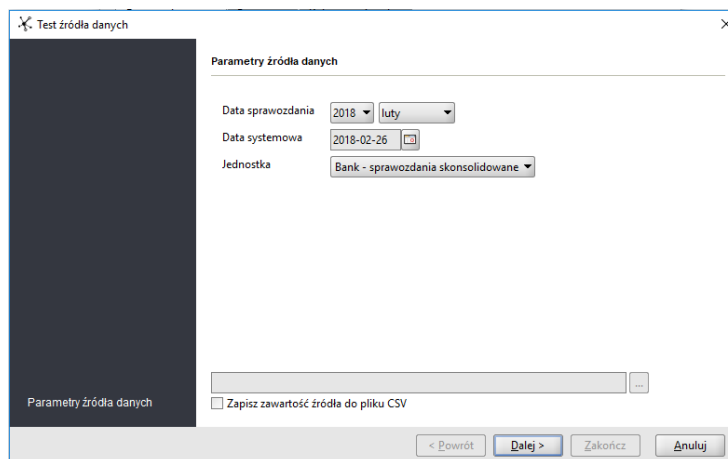 Test źródła danych
Parametry źródła danych
Data sprawozdania 2018 luty
Data systemowa 2018-02-26
Jednostka Bank - sprawozdania skonsolidowane
...
Parametry źródła danych
Zapisz zawartość źródła do pliku CSV
< Powrót Dalej > Zakończ Anuluj